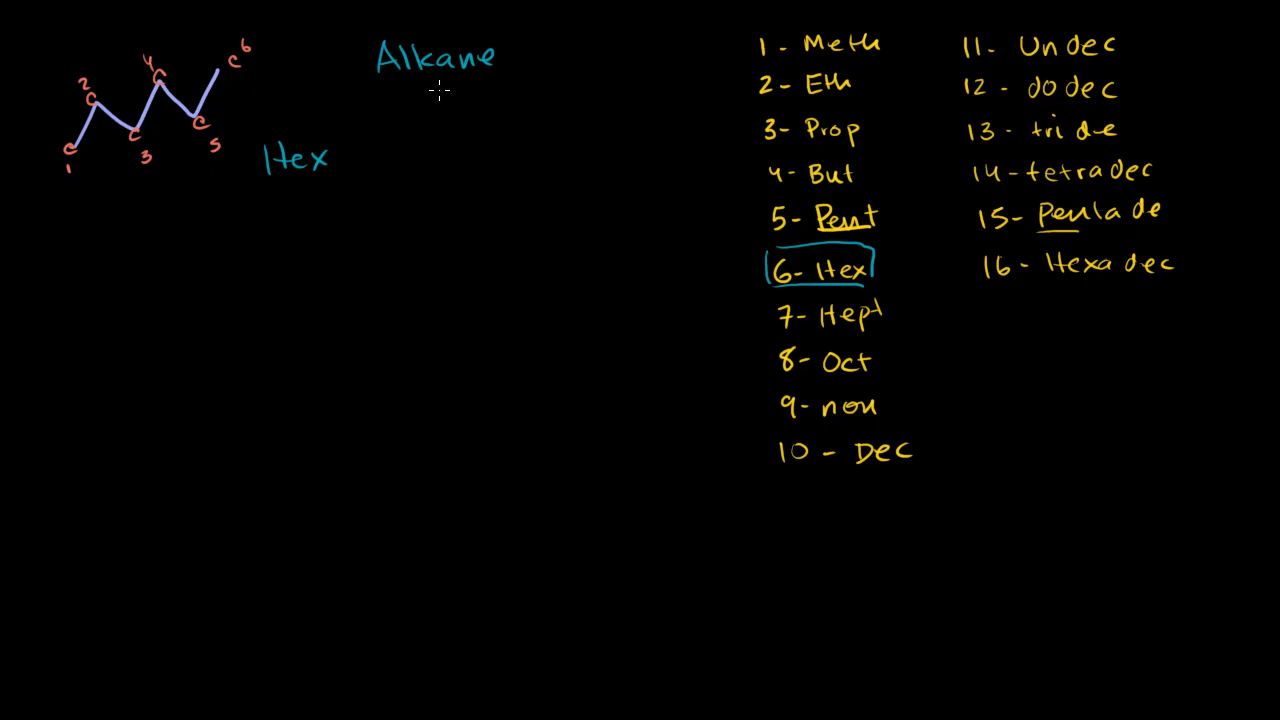 C 1
C 2
C 3
C 4
C 5
C 6
Hex
Alkane
1 - Meth
2 - Eth
3 - Prop
4 - But
5 - Pent
6 - Hex
7 - Hept
8 - Oct
9 - non
10 - Dec
11 - Undec
12 - dodec
13 - tride
14 - tetradec
15 - Pentade
16 - Hexadec